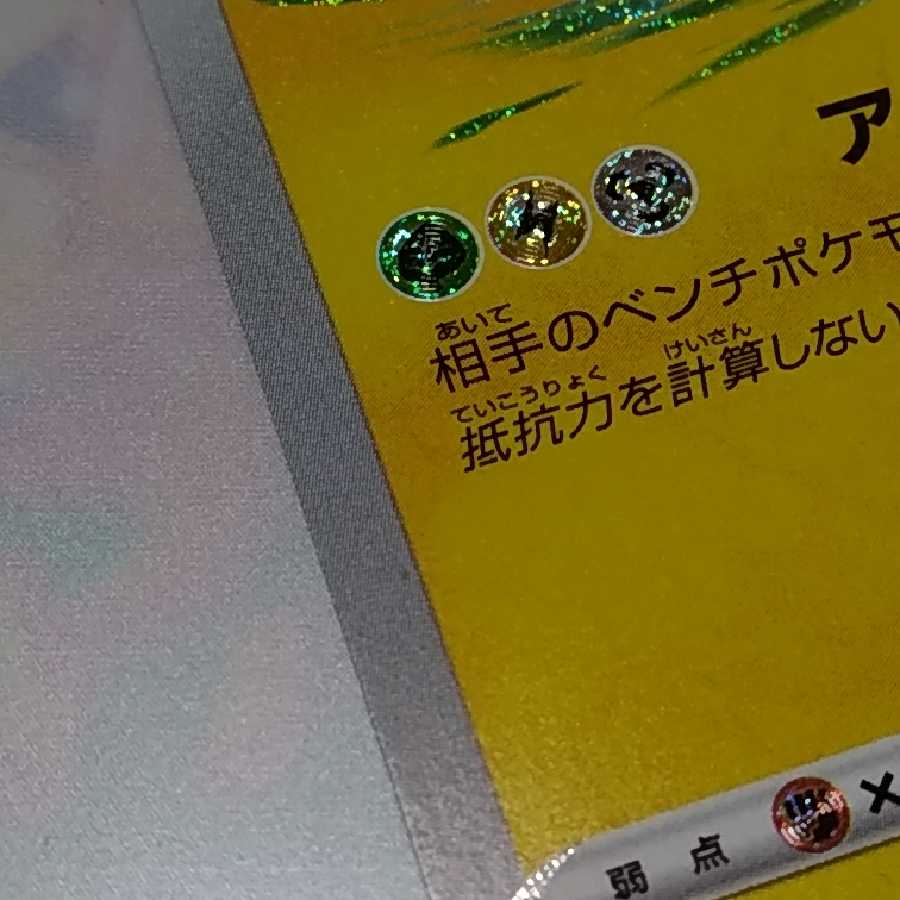 ア
あいて
相手のベンチポケモ
ていこうりょく けいさん
抵抗力を計算しない
弱点 ×